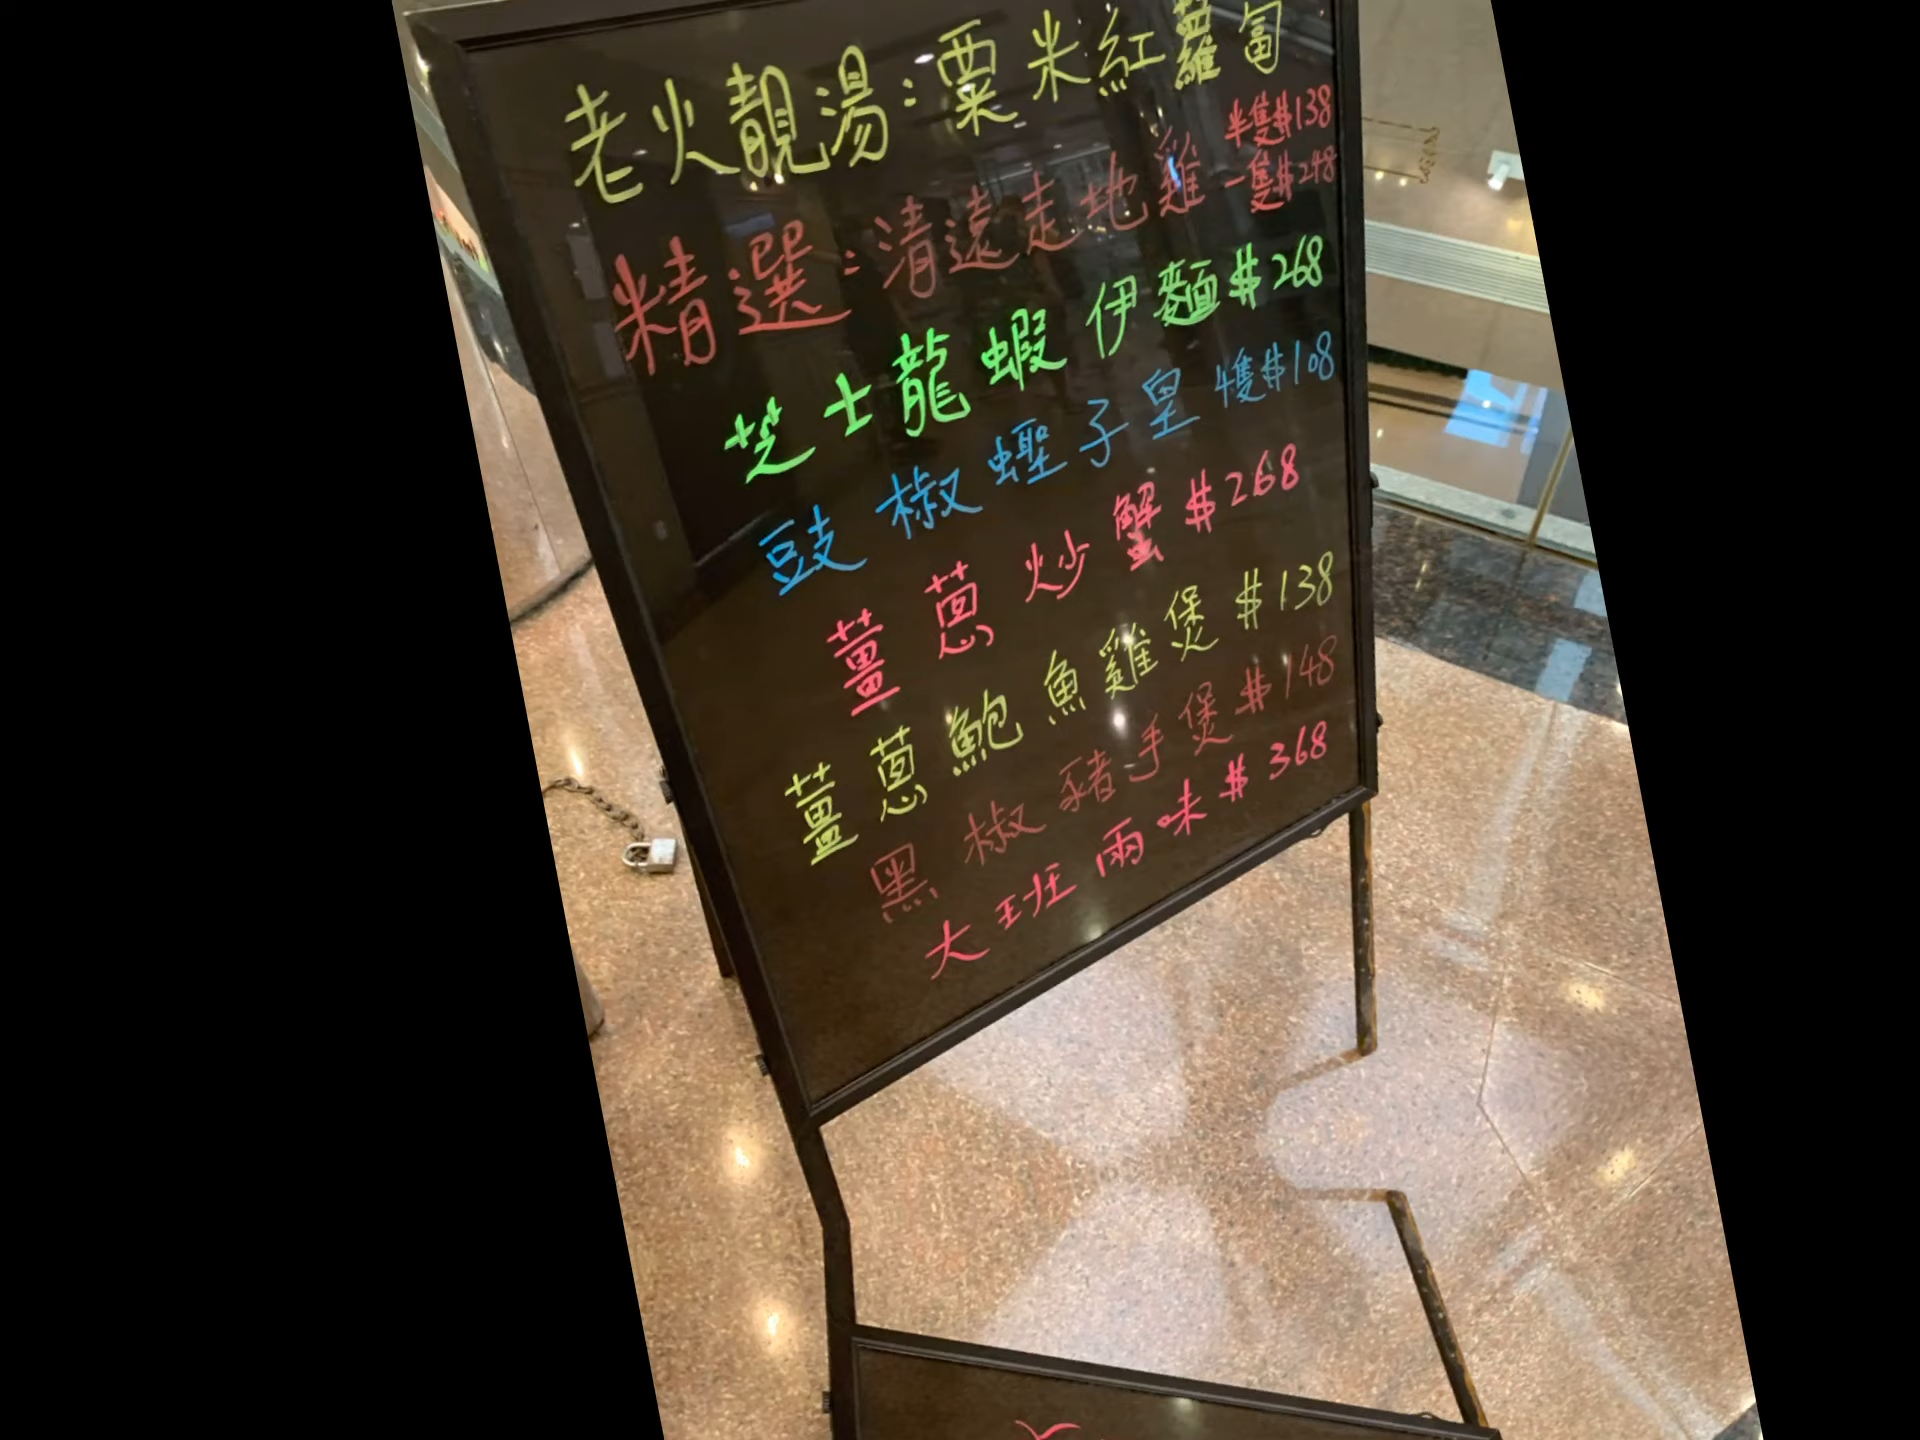 老火靚湯:粟米紅蘿蔔
精選:清遠走地雞 半隻$138 一隻$248
芝士龍蝦伊麵$268
豉椒蟶子皇 4隻$108
薑蔥炒蟹$268
薑蔥鮑魚雞煲$138
黑椒豬手煲$148
大班兩味$368